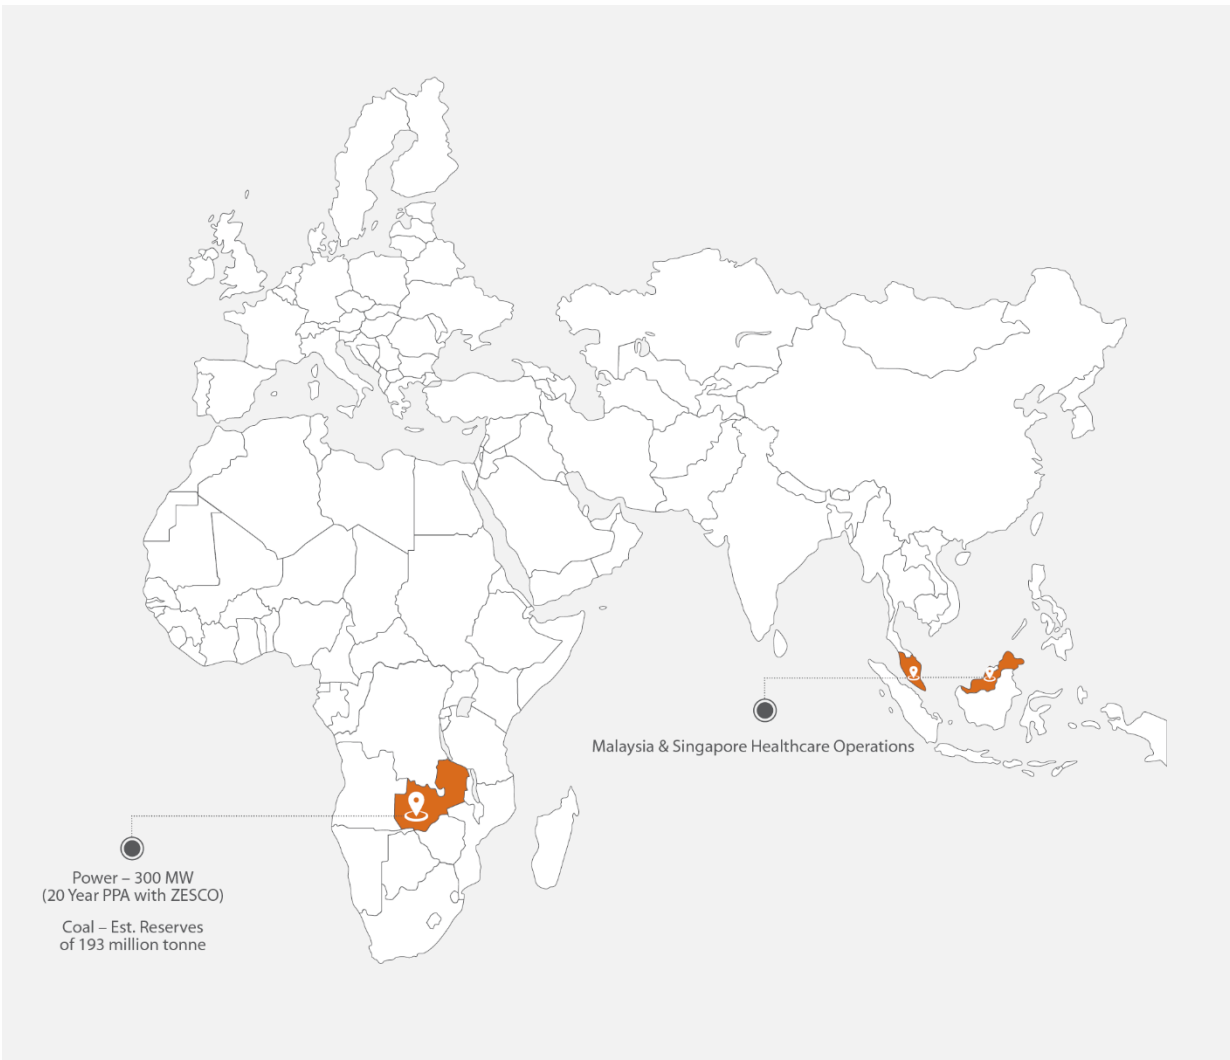 Malaysia & Singapore Healthcare Operations
Power – 300 MW
(20 Year PPA with ZESCO)
Coal – Est. Reserves
of 193 million tonne